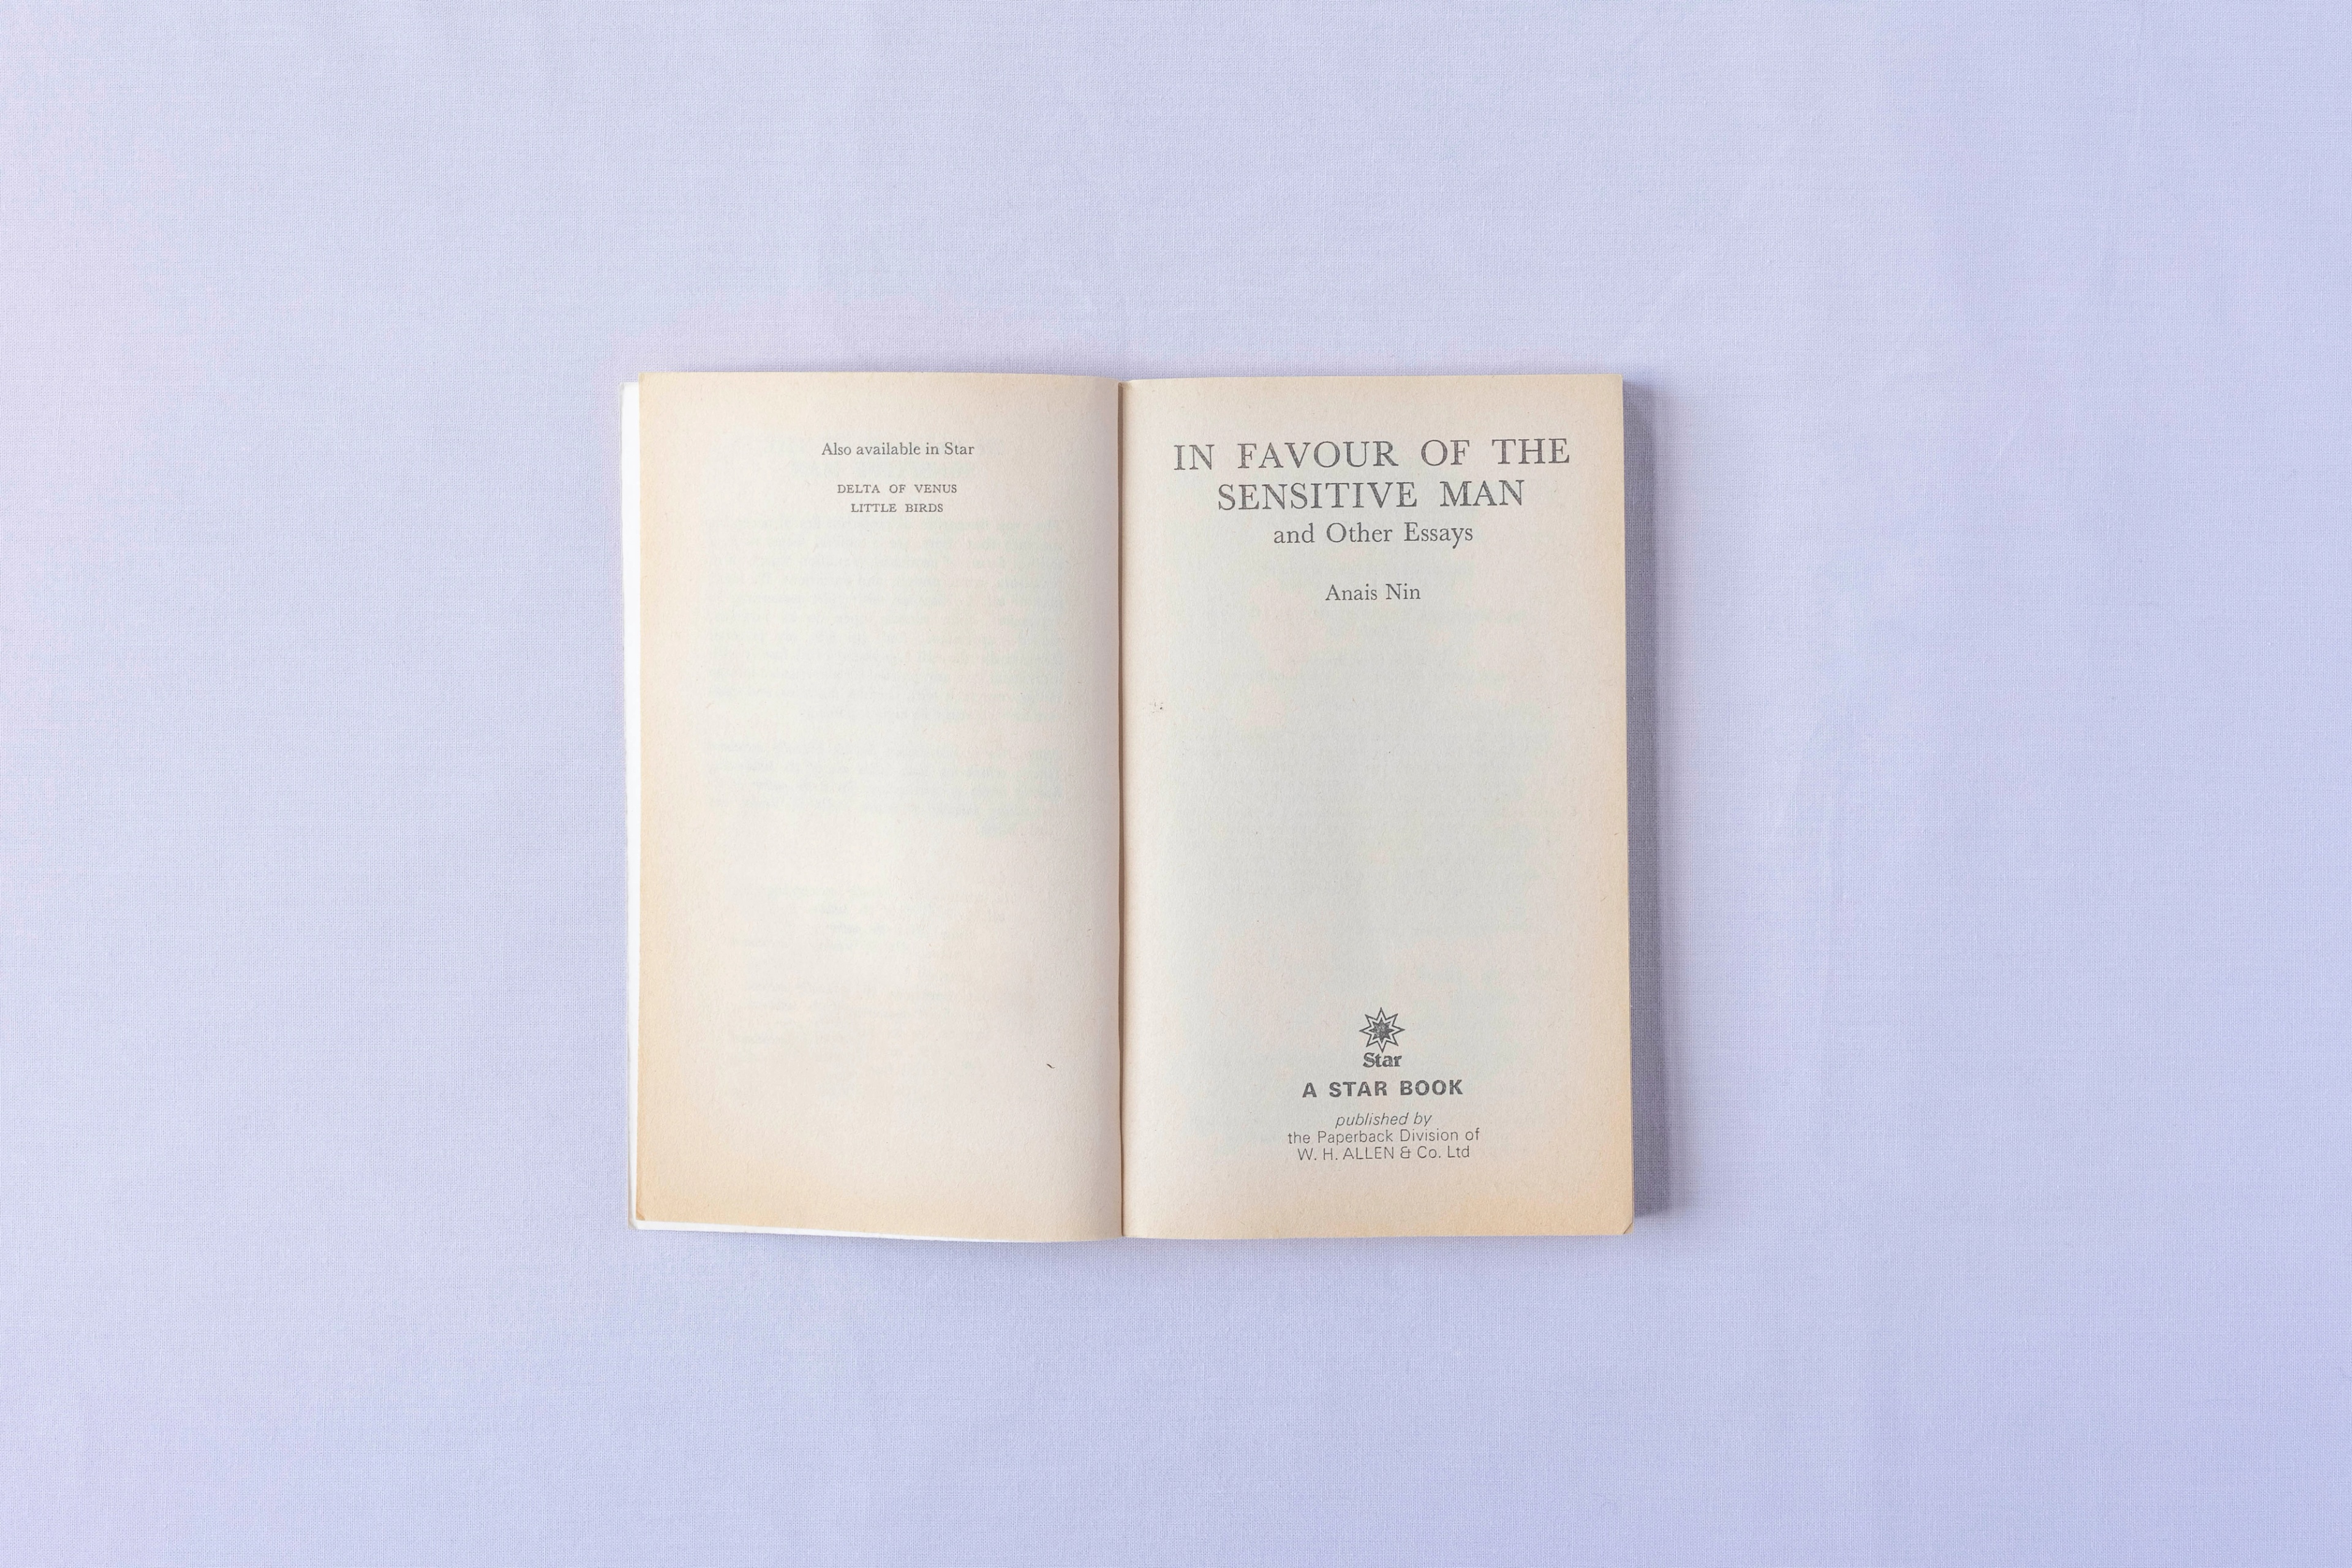 Also available in Star
DELTA OF VENUS
LITTLE BIRDS
IN FAVOUR OF THE
SENSITIVE MAN
and Other Essays
Anais Nin
Star
A STAR BOOK
published by
the Paperback Division of
W. H. ALLEN & Co. Ltd